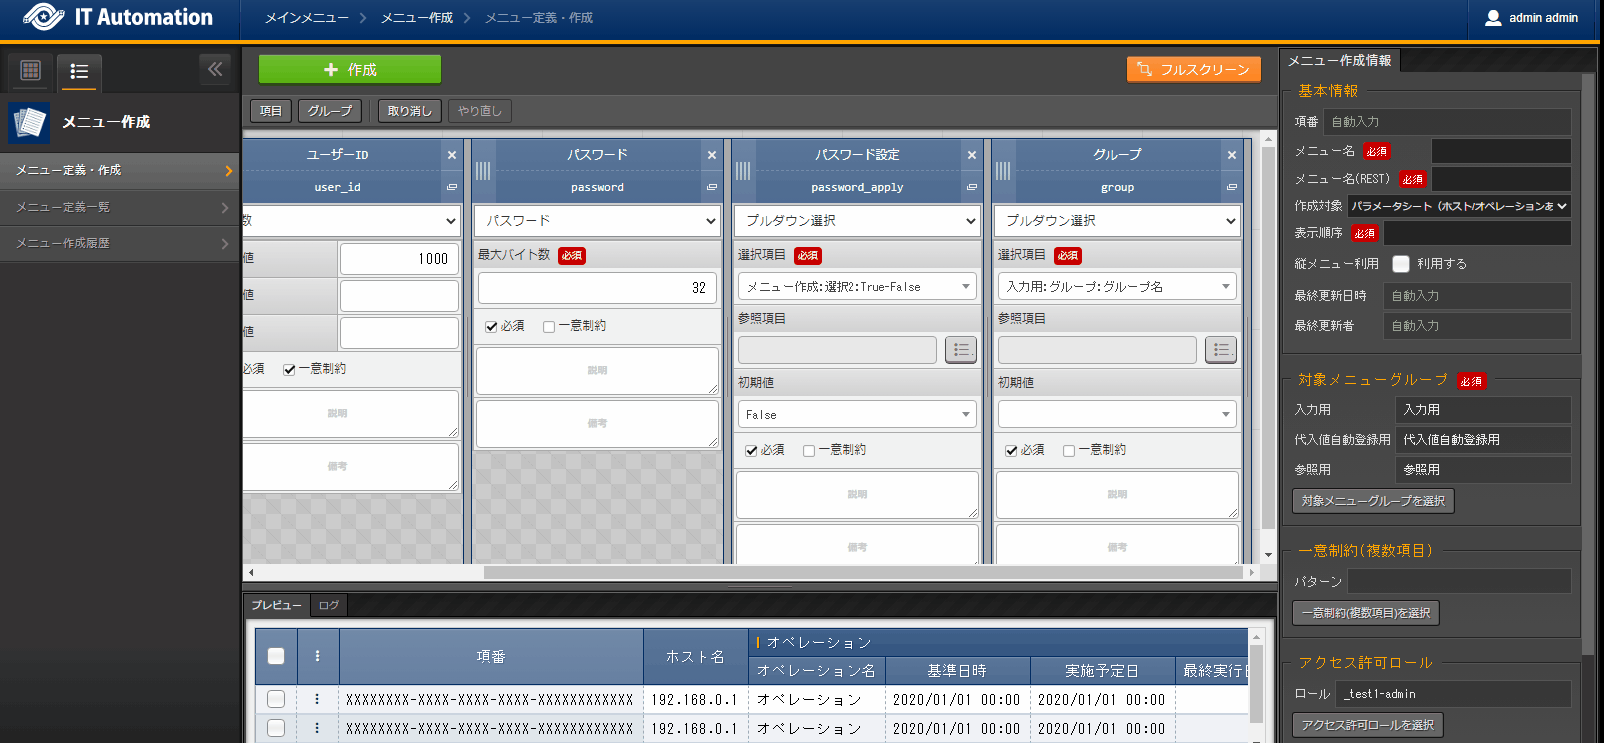 IT Automation
メインメニュー
メニュー作成
メニュー定義・作成
admin admin
メニュー作成
メニュー定義・作成
メニュー定義一覧
メニュー作成履歴
作成
フルスクリーン
項目
グループ
取り消し
やり直し
ユーザーID
user_id
数
値
1000
値
値
必須
一意制約
説明
備考
パスワード
password
パスワード
最大バイト数 必須
32
必須
一意制約
説明
備考
パスワード設定
password_apply
プルダウン選択
選択項目 必須
メニュー作成:選択2:True-False
参照項目
初期値
False
必須
一意制約
説明
備考
グループ
group
プルダウン選択
選択項目 必須
入力用:グループ:グループ名
参照項目
初期値
必須
一意制約
説明
備考
プレビュー
ログ
項番
ホスト名
オペレーション
オペレーション名
基準日時
実施予定日
最終実行日
XXXXXXXX-XXXX-XXXX-XXXX-XXXXXXXXXXXX 192.168.0.1 オペレーション 2020/01/01 00:00 2020/01/01 00:00
XXXXXXXX-XXXX-XXXX-XXXX-XXXXXXXXXXXX 192.168.0.1 オペレーション 2020/01/01 00:00 2020/01/01 00:00
メニュー作成情報
基本情報
項番 自動入力
メニュー名 必須
メニュー名(REST) 必須
作成対象 パラメータシート（ホスト/オペレーションあ
表示順序 必須
縦メニュー利用 利用する
最終更新日時 自動入力
最終更新者 自動入力
対象メニューグループ 必須
入力用 入力用
代入値自動登録用 代入値自動登録用
参照用 参照用
対象メニューグループを選択
一意制約(複数項目)
パターン
一意制約(複数項目)を選択
アクセス許可ロール
ロール _test1-admin
アクセス許可ロールを選択